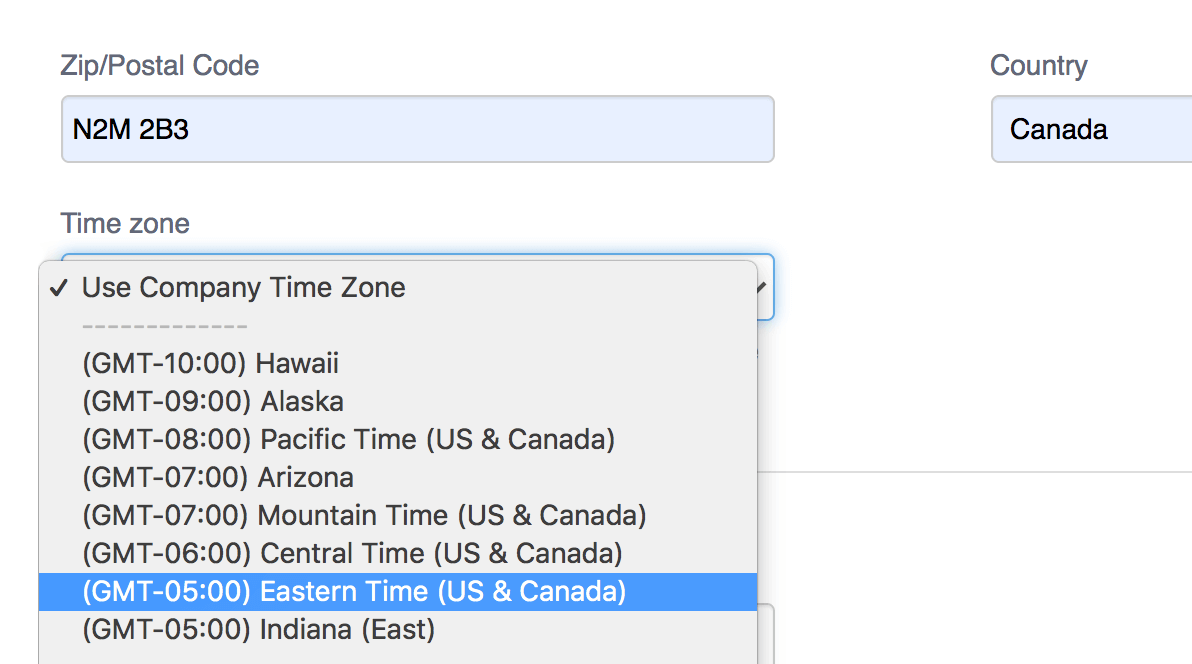 Zip/Postal Code
Country
N2M 2B3
Canada
Time zone
✓ Use Company Time Zone
-------------
(GMT-10:00) Hawaii
(GMT-09:00) Alaska
(GMT-08:00) Pacific Time (US & Canada)
(GMT-07:00) Arizona
(GMT-07:00) Mountain Time (US & Canada)
(GMT-06:00) Central Time (US & Canada)
(GMT-05:00) Eastern Time (US & Canada)
(GMT-05:00) Indiana (East)